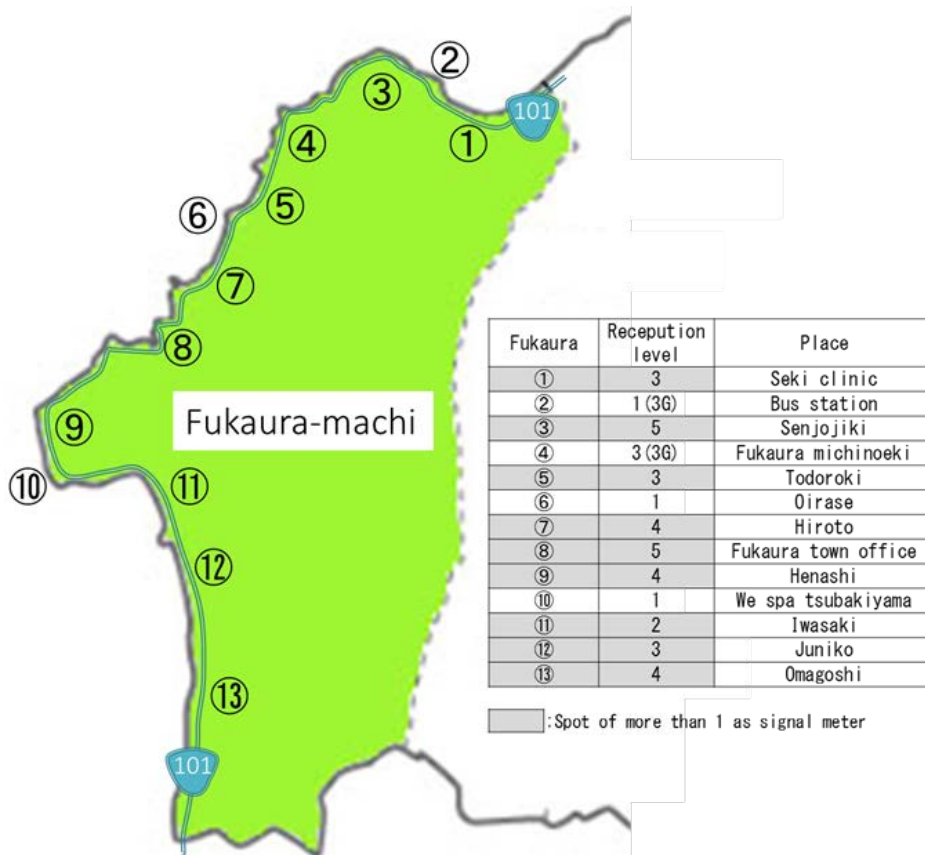 ②
101
③
①
④
⑤
⑥
⑦
⑧
Fukaura-machi
⑨
⑩
⑪
⑫
⑬
101
Fukaura Recepution level Place
① 3 Seki clinic
② 1(3G) Bus station
③ 5 Senjojiki
④ 3(3G) Fukaura michinoeki
⑤ 3 Todoroki
⑥ 1 Oirase
⑦ 4 Hiroto
⑧ 5 Fukaura town office
⑨ 4 Henashi
⑩ 1 We spa tsubakiyama
⑪ 2 Iwasaki
⑫ 3 Juniko
⑬ 4 Omagoshi
:Spot of more than 1 as signal meter